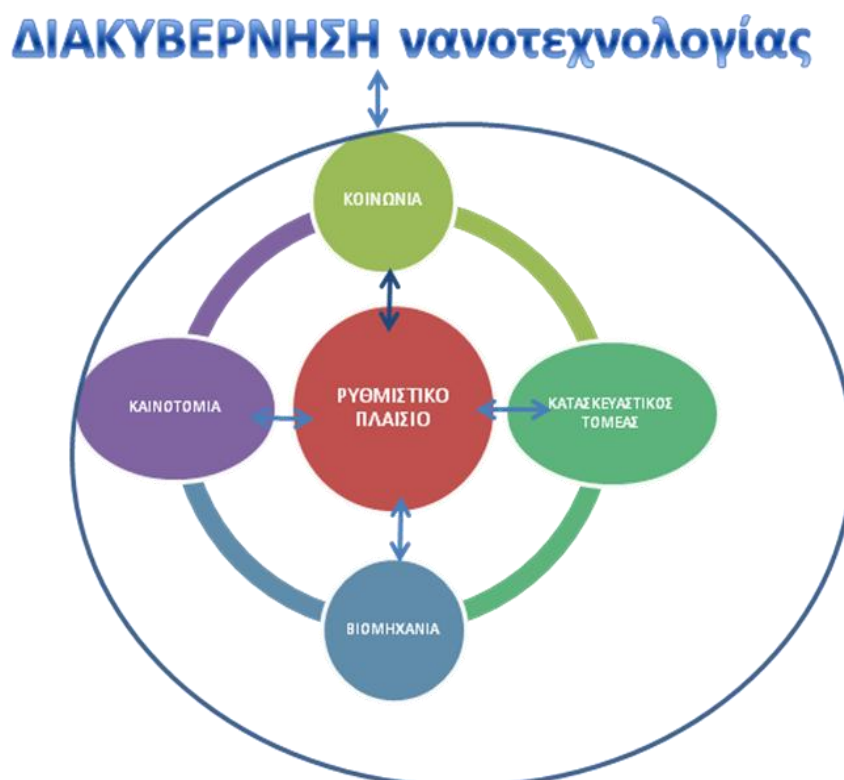 ΔΙΑΚΥΒΕΡΝΗΣΗ νανοτεχνολογίας
ΚΟΙΝΩΝΙΑ
ΚΑΙΝΟΤΟΜΙΑ
ΡΥΘΜΙΣΤΙΚΟ
ΠΛΑΙΣΙΟ
ΚΑΤΑΣΚΕΥΑΣΤΙΚΟΣ
ΤΟΜΕΑΣ
ΒΙΟΜΗΧΑΝΙΑ